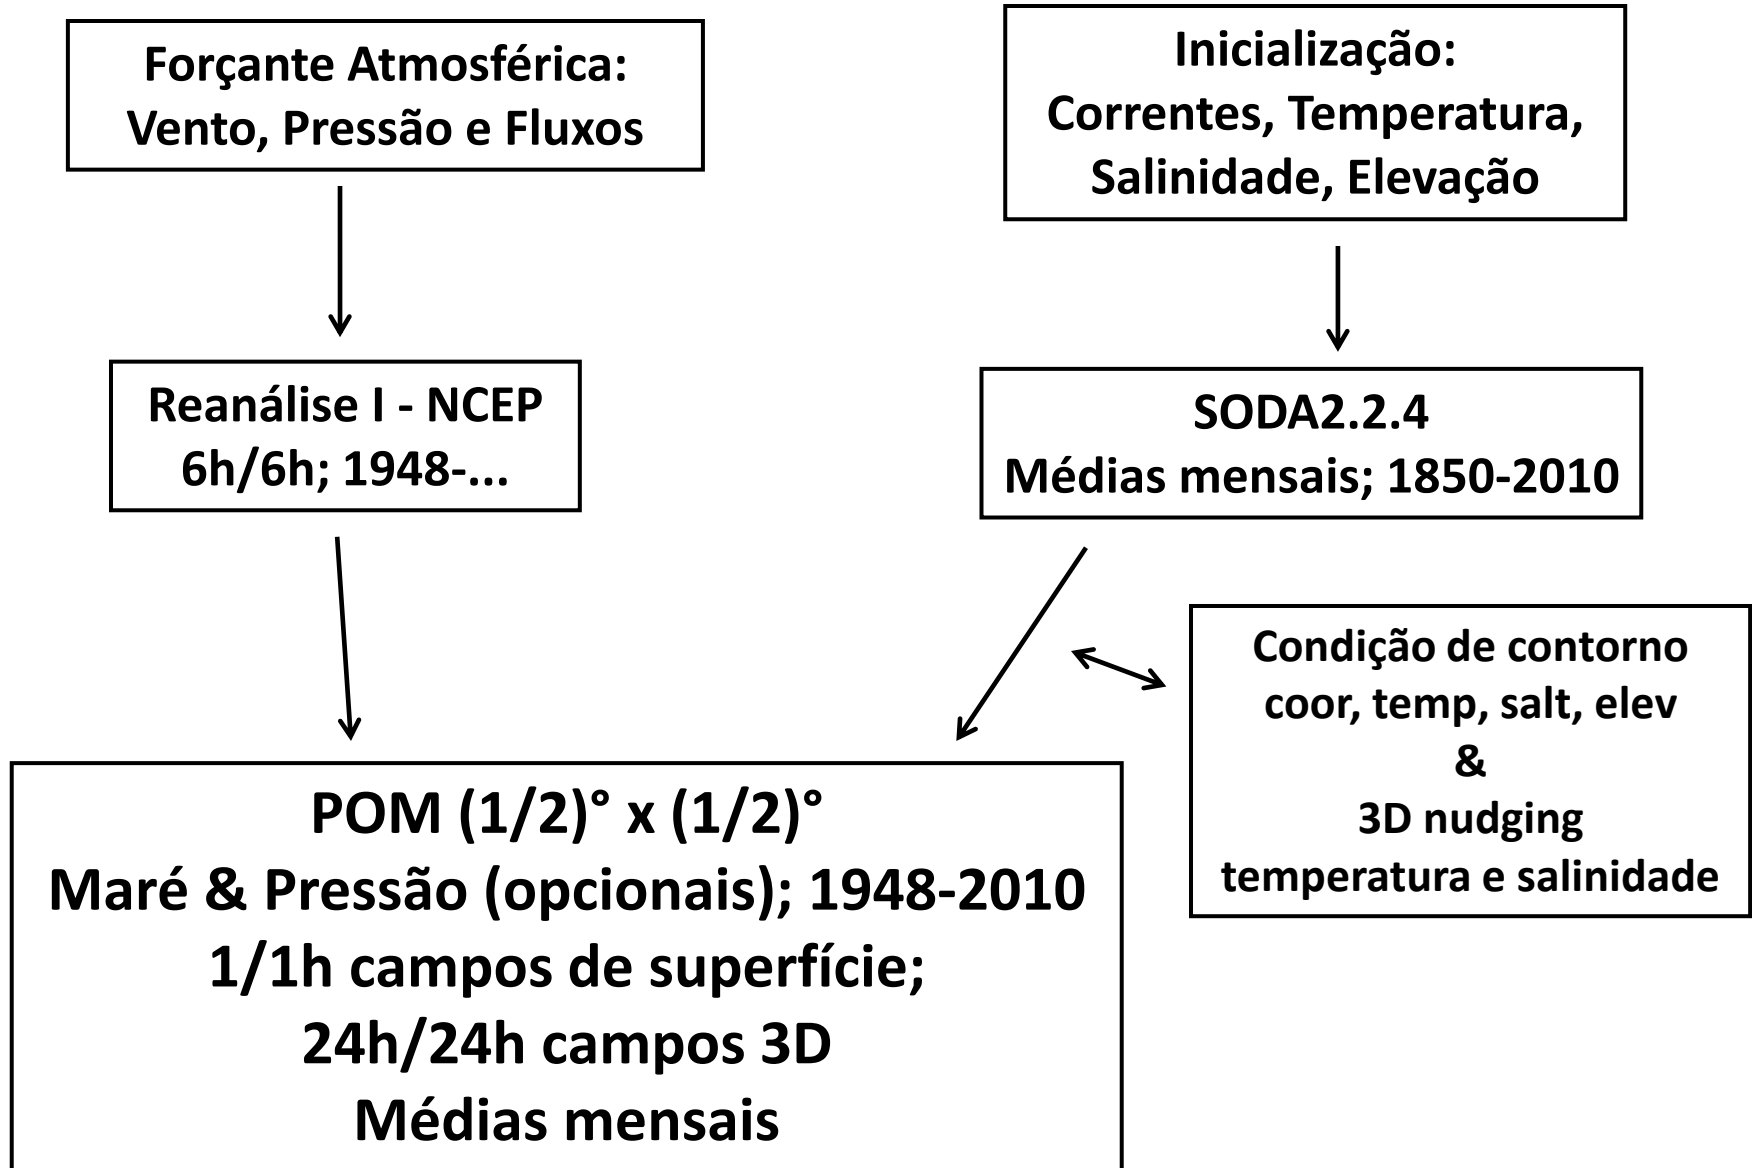 Forçante Atmosférica:
Vento, Pressão e Fluxos
Inicialização:
Correntes, Temperatura,
Salinidade, Elevação
Reanálise I - NCEP
6h/6h; 1948-...
SODA2.2.4
Médias mensais; 1850-2010
Condição de contorno
coor, temp, salt, elev
&
3D nudging
temperatura e salinidade
POM (1/2)° x (1/2)°
Maré & Pressão (opcionais); 1948-2010
1/1h campos de superfície;
24h/24h campos 3D
Médias mensais